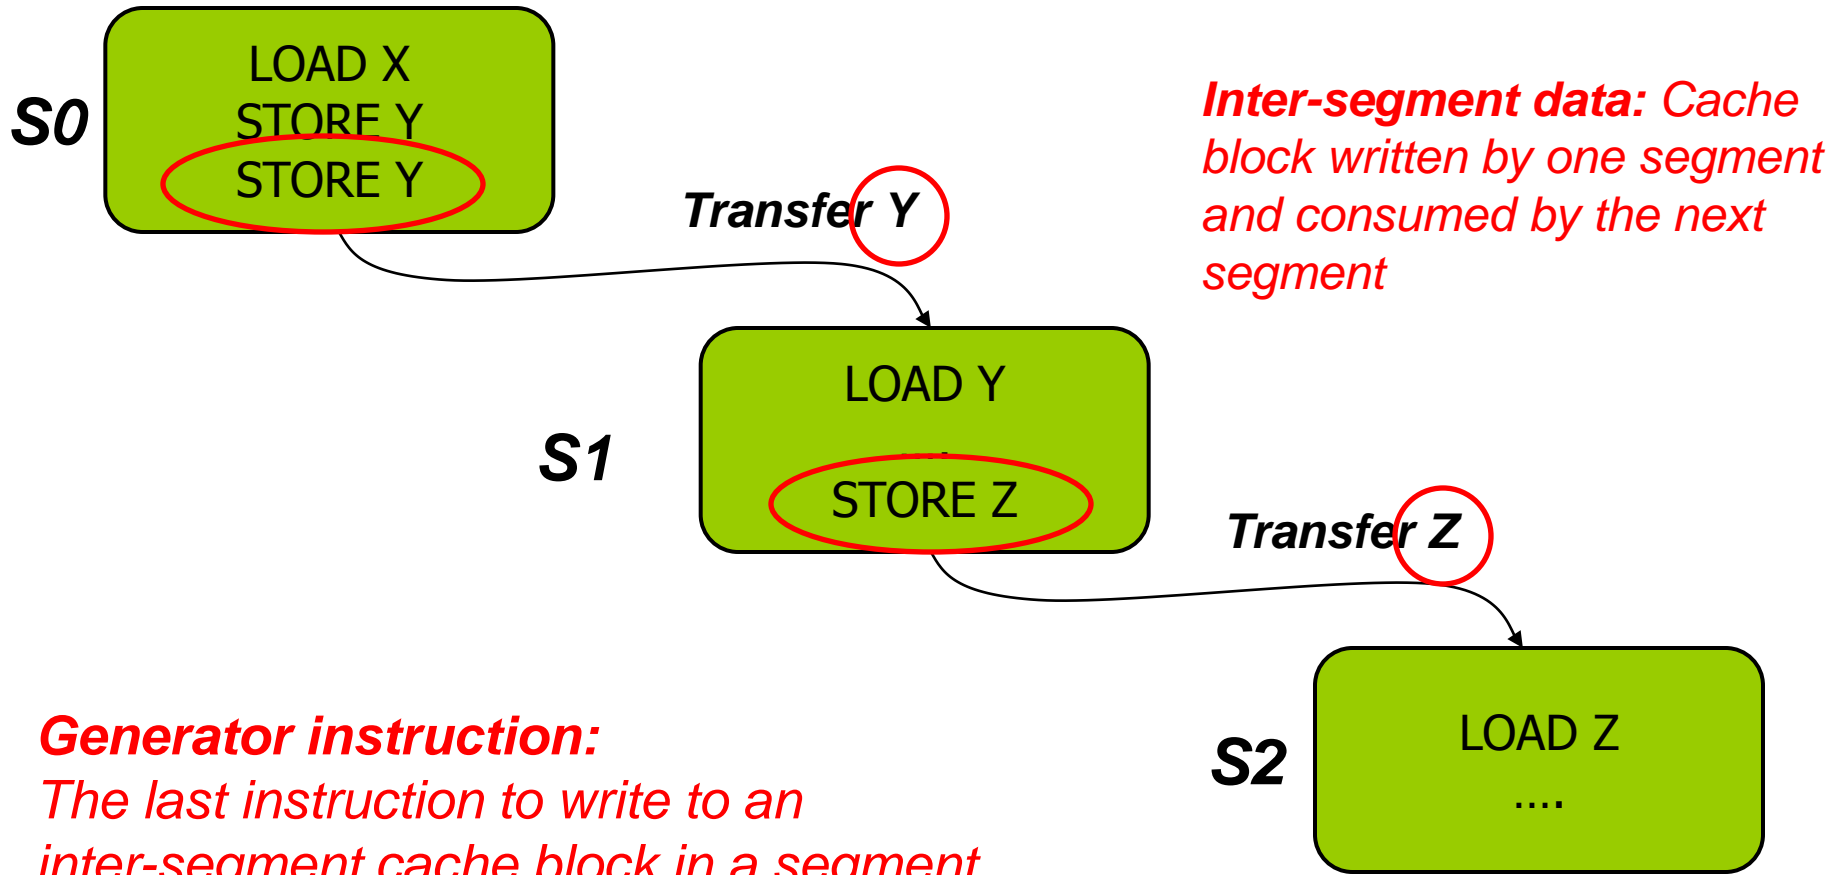 LOAD X
STORE Y
STORE Y
S0
Transfer Y
Inter-segment data: Cache
block written by one segment
and consumed by the next
segment
LOAD Y
....
STORE Z
S1
Transfer Z
LOAD Z
....
S2
Generator instruction:
The last instruction to write to an
inter-segment cache block in a segment